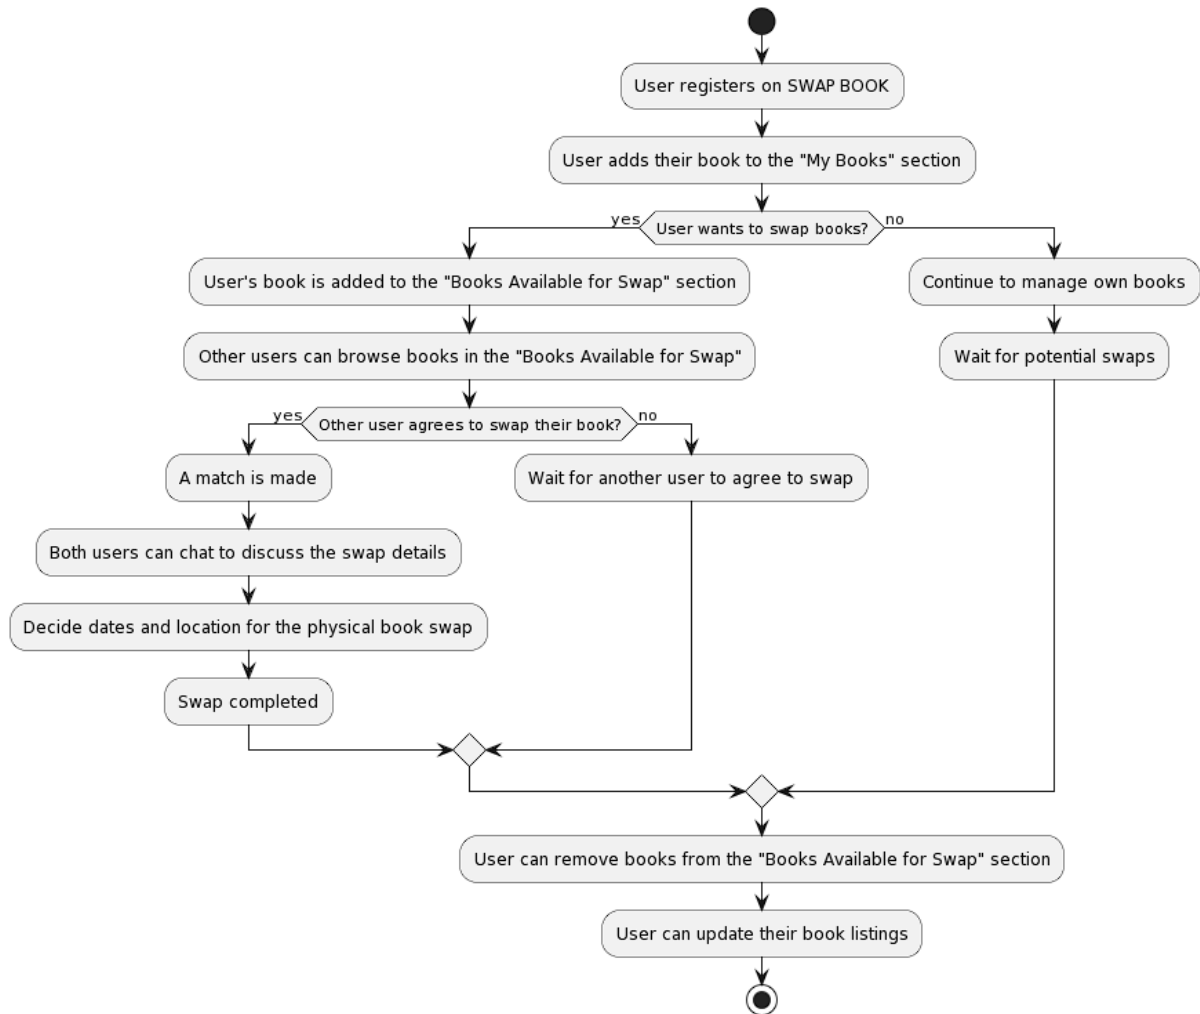 User registers on SWAP BOOK
User adds their book to the "My Books" section
yes
User wants to swap books?
no
User's book is added to the "Books Available for Swap" section
Continue to manage own books
Other users can browse books in the "Books Available for Swap"
Wait for potential swaps
yes
Other user agrees to swap their book?
no
A match is made
Wait for another user to agree to swap
Both users can chat to discuss the swap details
Decide dates and location for the physical book swap
Swap completed
User can remove books from the "Books Available for Swap" section
User can update their book listings